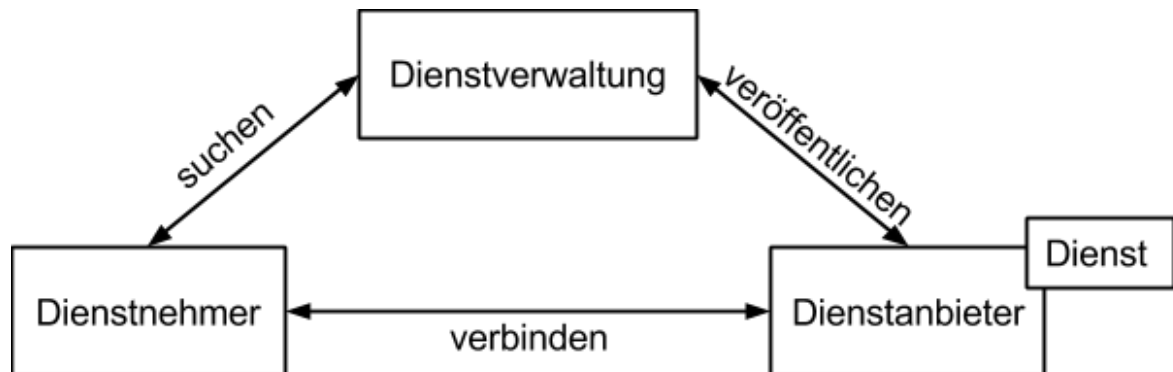 Dienstverwaltung
suchen
veröffentlichen
Dienst
Dienstnehmer
Dienstanbieter
verbinden